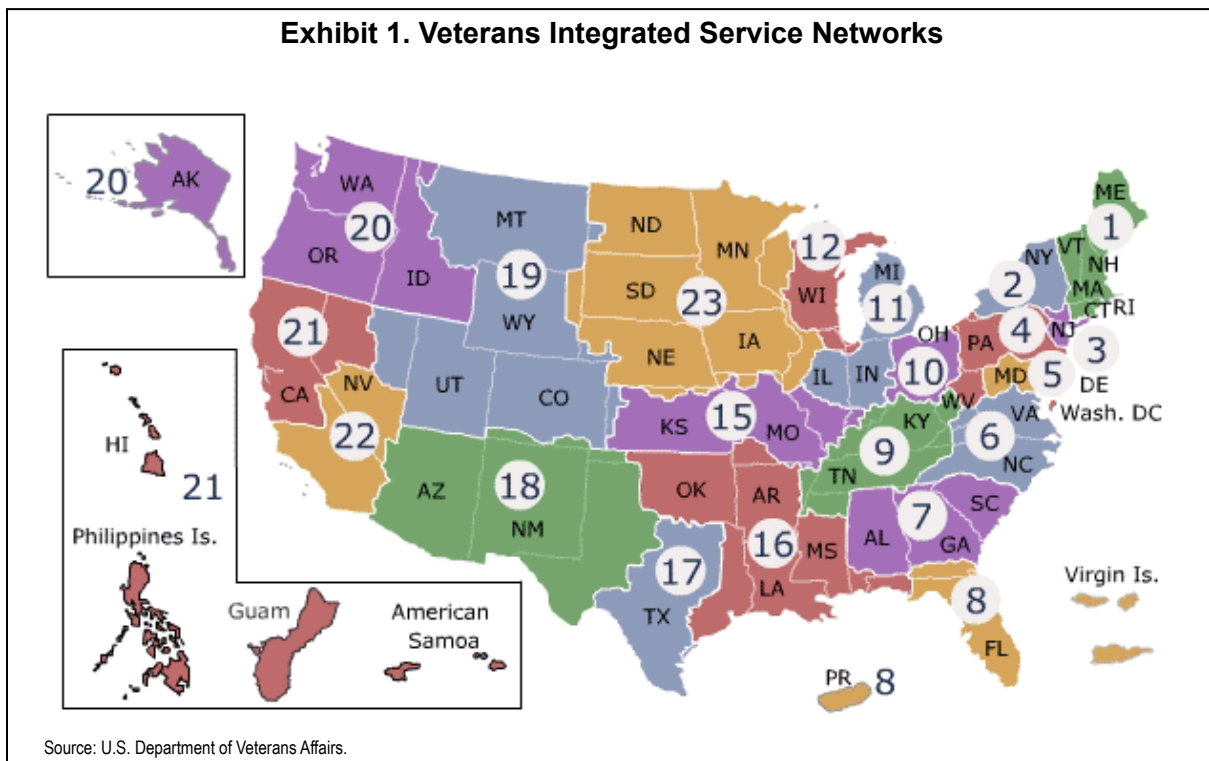 Exhibit 1. Veterans Integrated Service Networks
20
AK
WA
20
OR
ID
MT
19
WY
ND
MN
SD
23
NE
IA
12
WI
MI
11
ME
1
VT
NH
NY
2
MA
CT
RI
4
NJ
PA
3
OH
10
MD
5
DE
WV
Wash. DC
VA
6
NC
21
CA
NV
22
UT
CO
IL
IN
KS
15
MO
KY
9
TN
AZ
18
NM
OK
AR
16
MS
LA
7
SC
AL
GA
17
TX
8
FL
Virgin Is.
PR
8
HI
21
Philippines Is.
Guam
American
Samoa
Source: U.S. Department of Veterans Affairs.